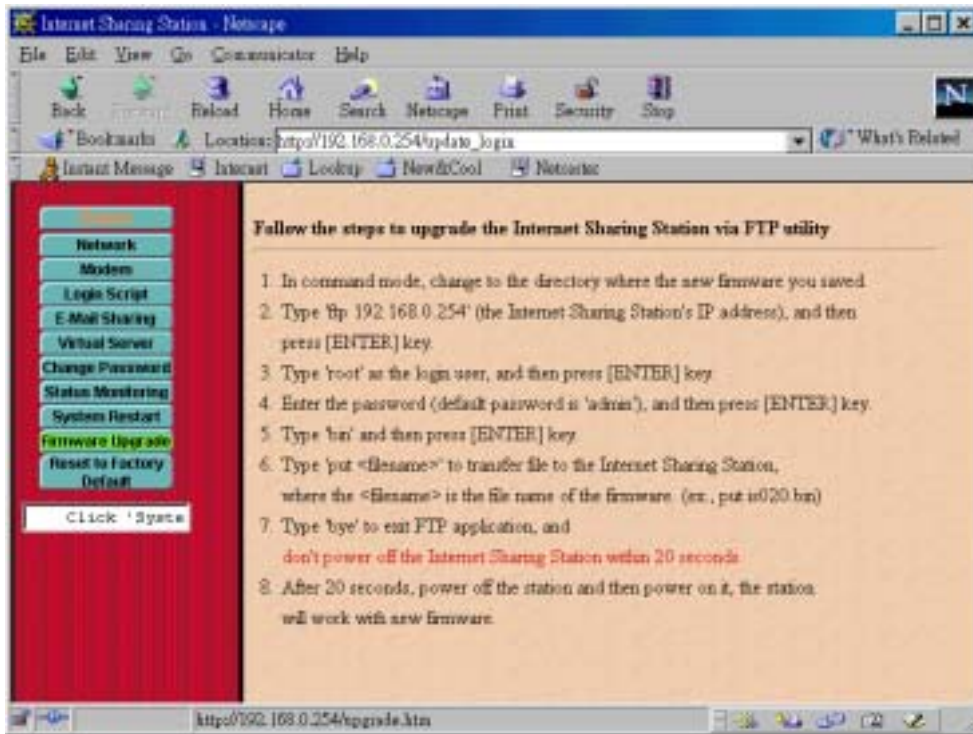 Internet Sharing Station - Netscape
File Edit View Go Communicator Help
Back Reload Home Search Netscape Print Security Stop
Bookmarks Location: http://192.168.0.254/update_login What's Related
Instant Message Internet Lookup New&Cool Netcaster
Network
Modem
Login Script
E-Mail Sharing
Virtual Server
Change Password
Status Monitoring
System Restart
Firmware Upgrade
Reset to Factory
Default
Click 'Syste
Follow the steps to upgrade the Internet Sharing Station via FTP utility
1. In command mode, change to the directory where the new firmware you saved.
2. Type 'ftp 192.168.0.254' (the Internet Sharing Station's IP address), and then
press [ENTER] key.
3. Type 'root' as the login user, and then press [ENTER] key.
4. Enter the password (default password is 'admin'), and then press [ENTER] key.
5. Type 'bin' and then press [ENTER] key.
6. Type 'put <filename>' to transfer file to the Internet Sharing Station,
where the <filename> is the file name of the firmware. (ex., put is020.bin)
7. Type 'bye' to exit FTP application, and
don't power off the Internet Sharing Station within 20 seconds.
8. After 20 seconds, power off the station and then power on it, the station
will work with new firmware.
http://192.168.0.254/upgrade.htm